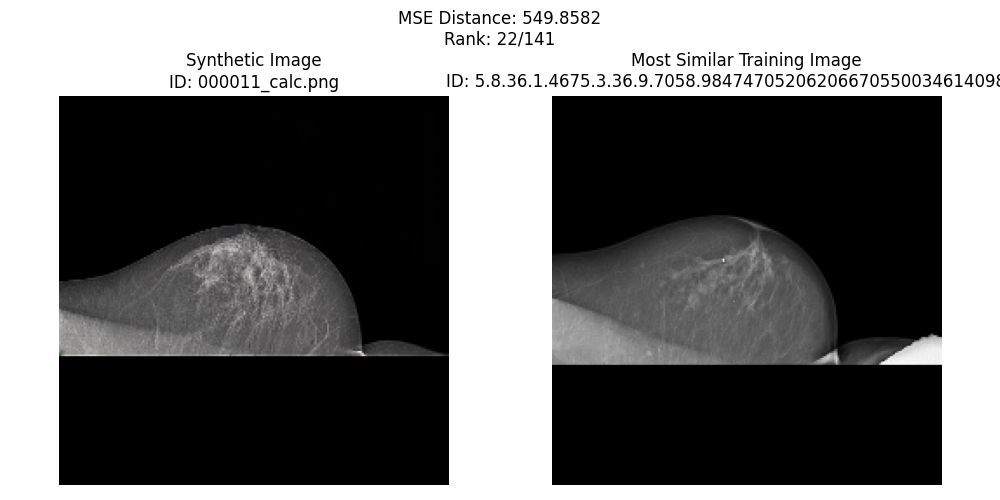 MSE Distance: 549.8582
Rank: 22/141
Synthetic Image
ID: 000011_calc.png
Most Similar Training Image
ID: 5.8.36.1.4675.3.36.9.7058.98474705206206670550034614098